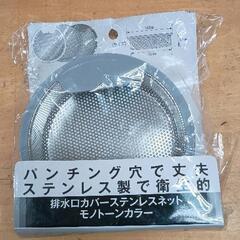 パンチング穴で丈夫
ステンレス製で衛生的
排水口カバーステンレスネット
モノトーンカラー